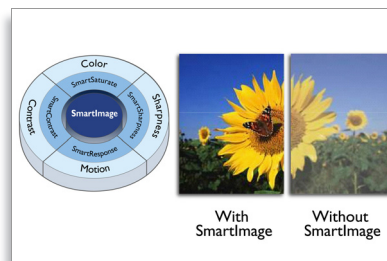 Color
SmartSaturate
Contrast
SmartContrast
SmartImage
SmartSharpness
Sharpness
SmartResponse
Motion
With
SmartImage
Without
SmartImage